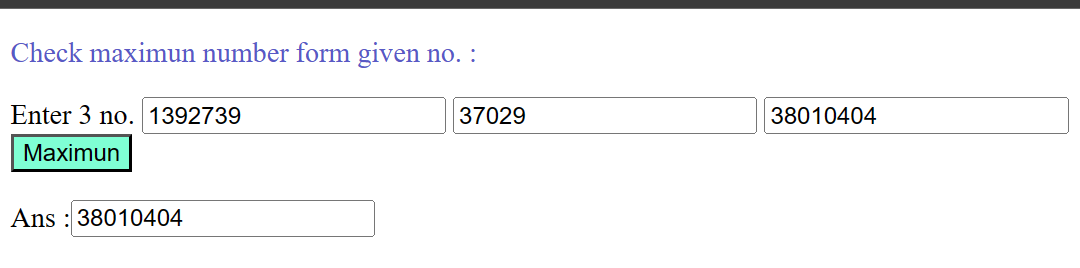 Check maximun number form given no. :
Enter 3 no. 1392739 37029 38010404
Maximun
Ans : 38010404